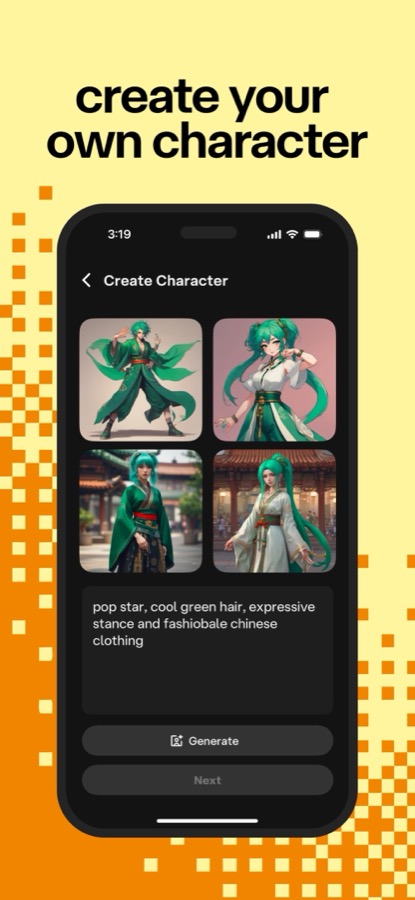 create your
own character
3:19
Create Character
pop star, cool green hair, expressive
stance and fashiobale chinese
clothing
Generate
Next